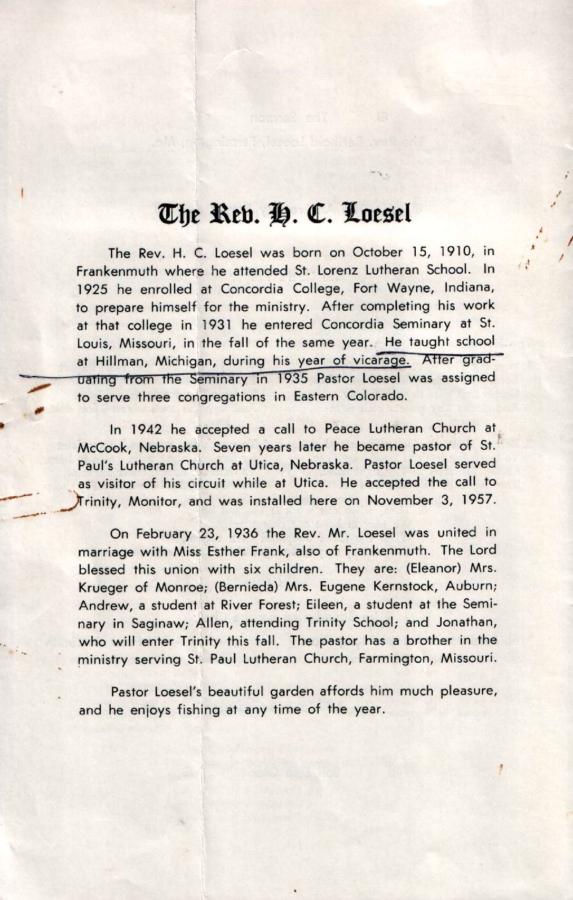 The Rev. H. C. Loesel
The Rev. H. C. Loesel was born on October 15, 1910, in
Frankenmuth where he attended St. Lorenz Lutheran School. In
1925 he enrolled at Concordia College, Fort Wayne, Indiana,
to prepare himself for the ministry. After completing his work
at that college in 1931 he entered Concordia Seminary at St.
Louis, Missouri, in the fall of the same year. He taught school
at Hillman, Michigan, during his year of vicarage. After grad-
uating from the Seminary in 1935 Pastor Loesel was assigned
to serve three congregations in Eastern Colorado.
In 1942 he accepted a call to Peace Lutheran Church at
McCook, Nebraska. Seven years later he became pastor of St.
Paul's Lutheran Church at Utica, Nebraska. Pastor Loesel served
as visitor of his circuit while at Utica. He accepted the call to
Trinity, Monitor, and was installed here on November 3, 1957.
On February 23, 1936 the Rev. Mr. Loesel was united in
marriage with Miss Esther Frank, also of Frankenmuth. The Lord
blessed this union with six children. They are: (Eleanor) Mrs.
Krueger of Monroe; (Bernieda) Mrs. Eugene Kernstock, Auburn;
Andrew, a student at River Forest; Eileen, a student at the Semi-
nary in Saginaw; Allen, attending Trinity School; and Jonathan,
who will enter Trinity this fall. The pastor has a brother in the
ministry serving St. Paul Lutheran Church, Farmington, Missouri.
Pastor Loesel's beautiful garden affords him much pleasure,
and he enjoys fishing at any time of the year.